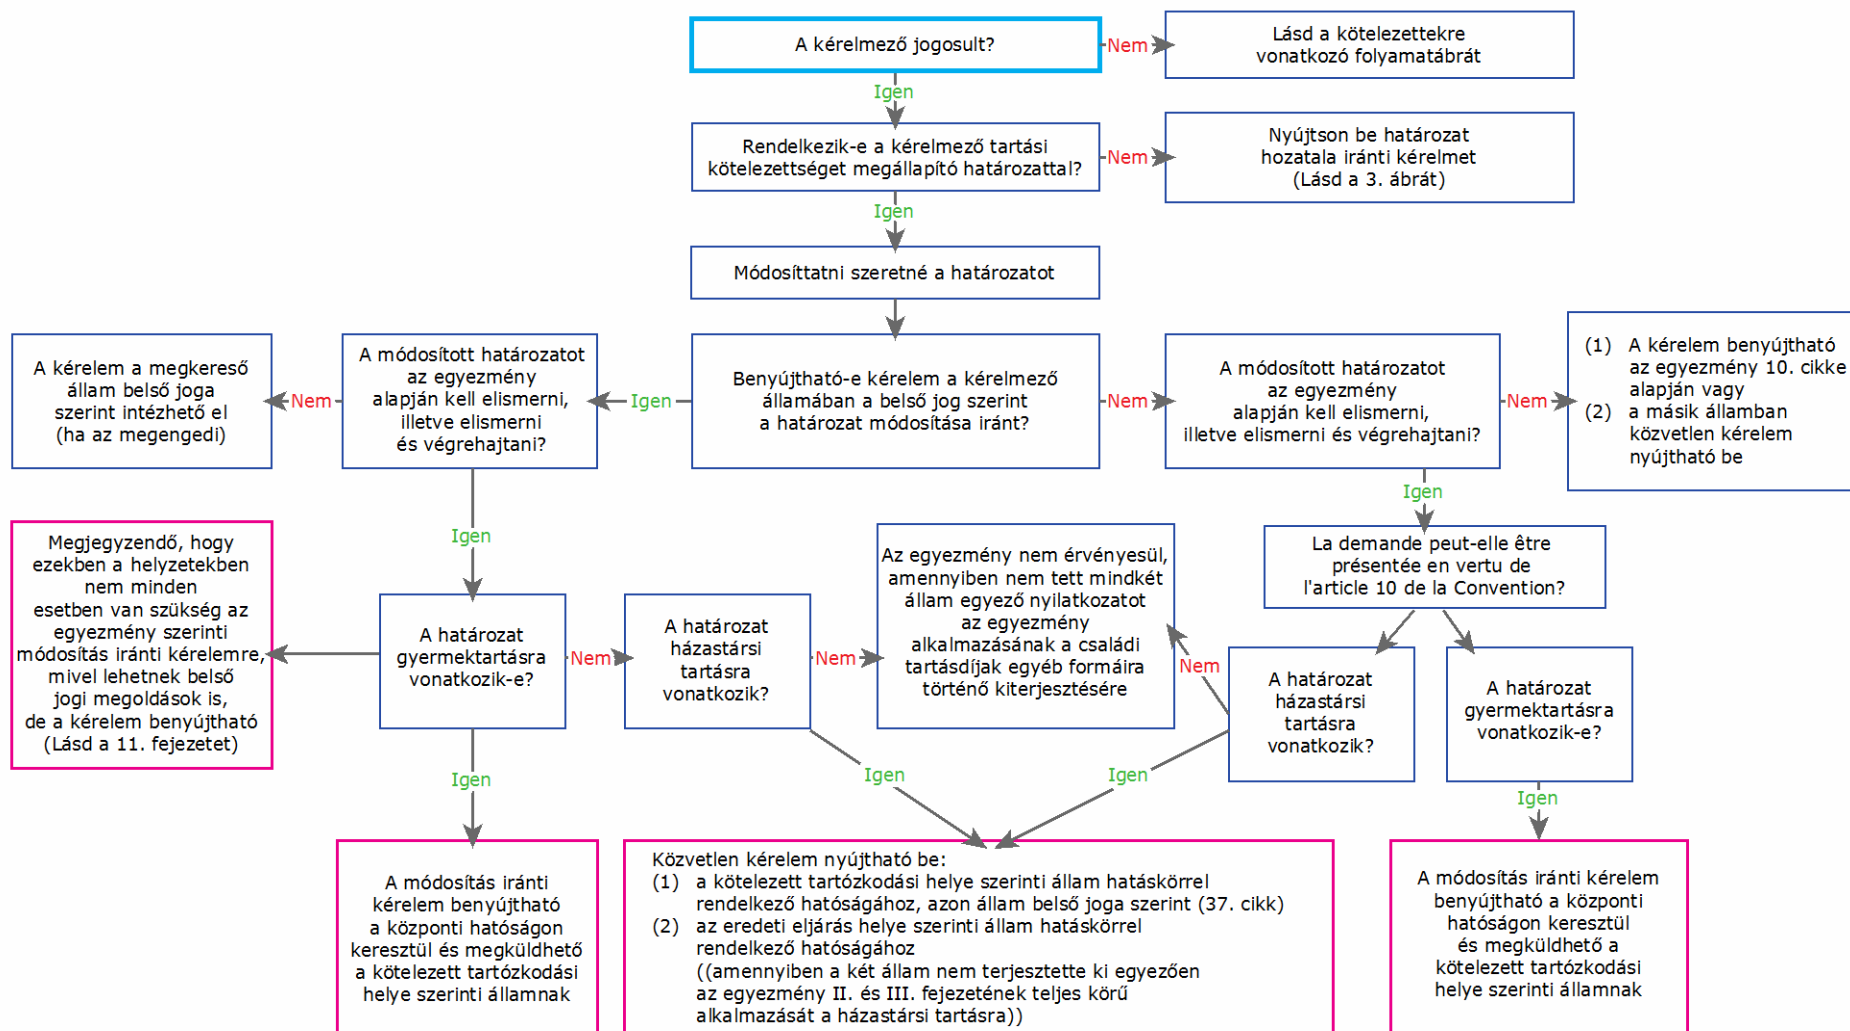 A kérelmező jogosult?
Nem
Lásd a kötelezettekre
vonatkozó folyamatábrát
Igen
Rendelkezik-e a kérelmező tartási
kötelezettséget megállapító határozattal?
Nem
Nyújtson be határozat
hozatala iránti kérelmet
(Lásd a 3. ábrát)
Igen
Módosíttatni szeretné a határozatot
A kérelem a megkereső
állam belső joga
szerint intézhető el
(ha az megengedi)
Nem
A módosított határozatot
az egyezmény
alapján kell elismerni,
illetve elismerni
és végrehajtani?
Igen
Benyújtható-e kérelem a kérelmező
államában a belső jog szerint
a határozat módosítása iránt?
Nem
A módosított határozatot
az egyezmény
alapján kell elismerni,
illetve elismerni és végrehajtani?
Nem
(1) A kérelem benyújtható
az egyezmény 10. cikke
alapján vagy
(2) a másik államban
közvetlen kérelem
nyújtható be
Igen
Igen
Megjegyzendő, hogy
ezekben a helyzetekben
nem minden
esetben van szükség az
egyezmény szerinti
módosítás iránti kérelemre,
mivel lehetnek belső
jogi megoldások is,
de a kérelem benyújtható
(Lásd a 11. fejezetet)
A határozat
gyermektartásra
vonatkozik-e?
Nem
A határozat
házastársi
tartásra
vonatkozik?
Nem
Az egyezmény nem érvényesül,
amennyiben nem tett mindkét
állam egyező nyilatkozatot
az egyezmény
alkalmazásának a családi
tartásdíjak egyéb formáira
történő kiterjesztésére
La demande peut-elle être
présentée en vertu de
l'article 10 de la Convention?
Nem
A határozat
házastársi
tartásra
vonatkozik?
A határozat
gyermektartásra
vonatkozik-e?
Igen
Igen
Igen
Igen
A módosítás iránti
kérelem benyújtható
a központi hatóságon
keresztül és megküldhető
a kötelezett tartózkodási
helye szerinti államnak
Közvetlen kérelem nyújtható be:
(1) a kötelezett tartózkodási helye szerinti állam hatáskörrel
rendelkező hatóságához, azon állam belső joga szerint (37. cikk)
(2) az eredeti eljárás helye szerinti állam hatáskörrel
rendelkező hatóságához
((amennyiben a két állam nem terjesztette ki egyezően
az egyezmény II. és III. fejezetének teljes körű
alkalmazását a házastársi tartásra))
A módosítás iránti kérelem
benyújtható a központi
hatóságon keresztül
és megküldhető a
kötelezett tartózkodási
helye szerinti államnak